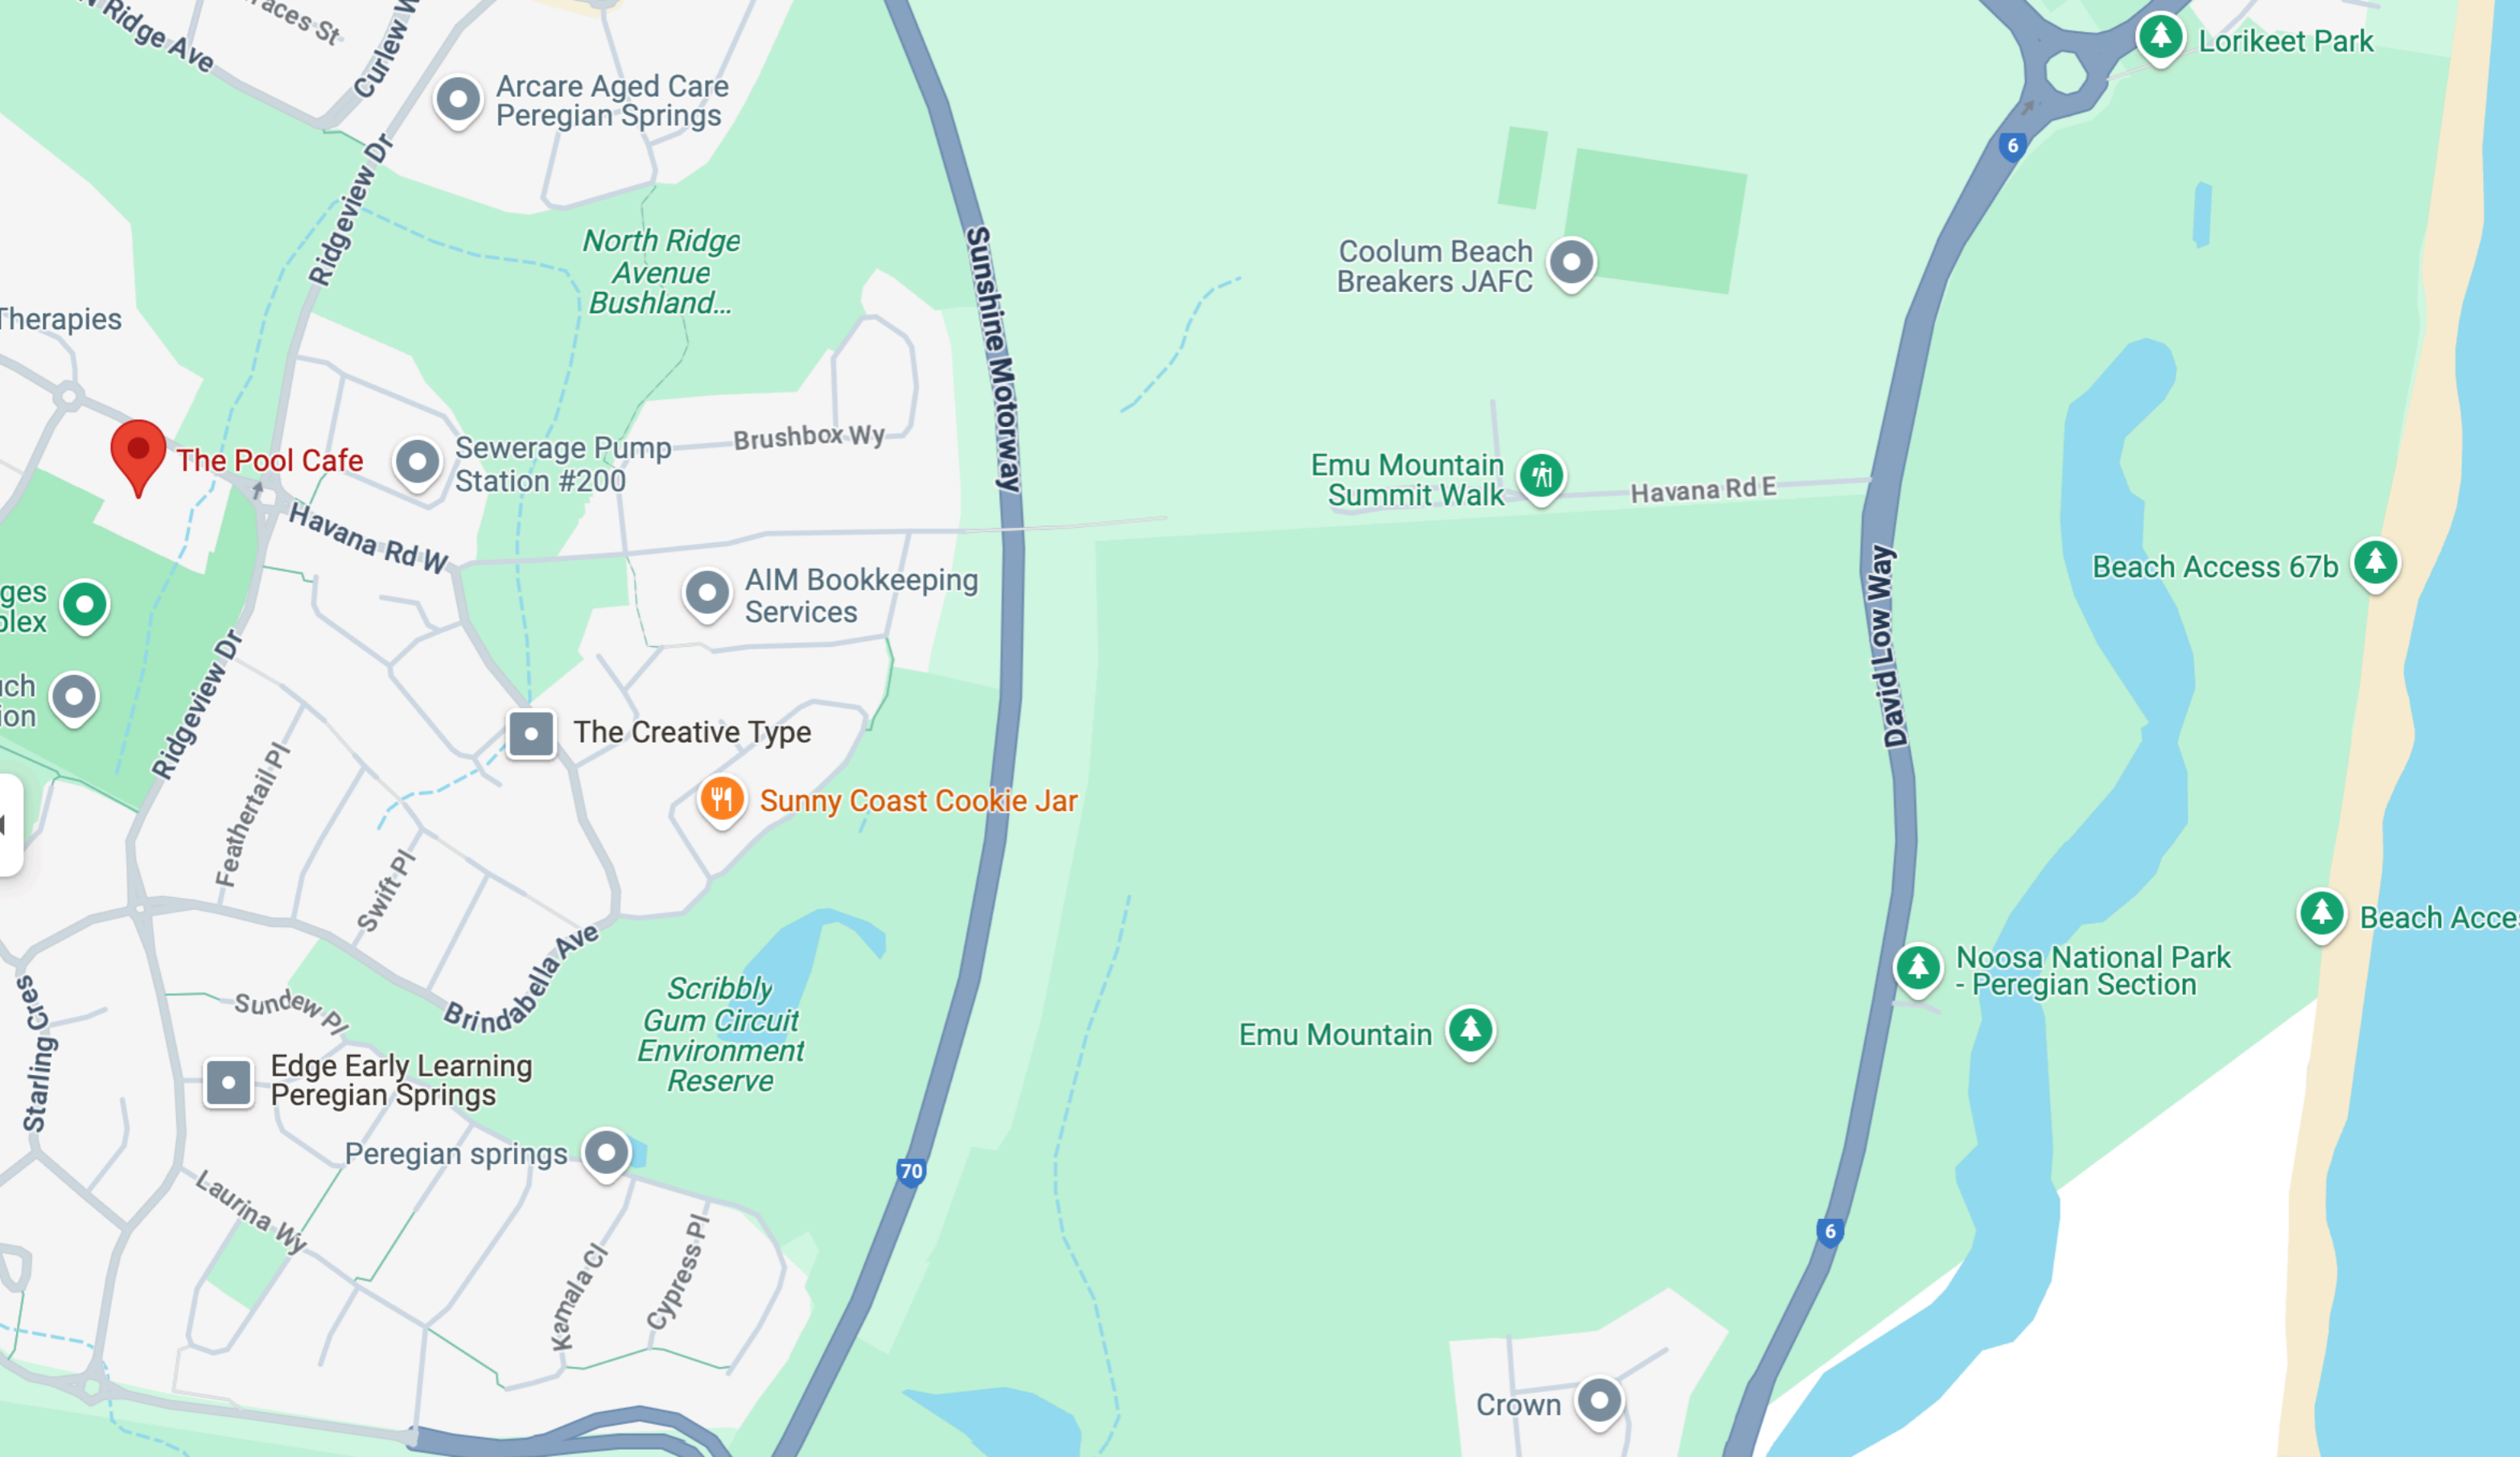 N Ridge Ave
races St
Curlew W
Lorikeet Park
Arcare Aged Care
Peregian Springs
6
Ridgeview Dr
North Ridge
Avenue
Bushland...
Sunshine Motorway
Coolum Beach
Breakers JAFC
Therapies
The Pool Cafe
Sewerage Pump
Station #200
Brushbox Wy
Emu Mountain
Summit Walk
Havana Rd E
Havana Rd W
David Low Way
Beach Access 67b
ges
plex
AIM Bookkeeping
Services
Ridgeview Dr
ch
ion
The Creative Type
Feathertail Pl
Sunny Coast Cookie Jar
Swift Pl
Beach Acce
Brindabella Ave
Noosa National Park
- Peregian Section
Scribbly
Gum Circuit
Environment
Reserve
Sundew Pl
Emu Mountain
Starling Cres
Edge Early Learning
Peregian Springs
Peregian springs
70
Laurina Wy
6
Kamala Cl
Cypress Pl
Crown